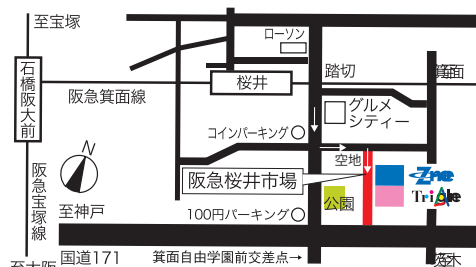 至宝塚
ローソン
石橋阪大前
桜井
踏切
至箕面
阪急箕面線
グルメ
シティー
コインパーキング
N
空地
阪急宝塚線
阪急桜井市場
Zone
Triple
至神戸
公園
100円パーキング
国道171
箕面自由学園前交差点→
至大阪